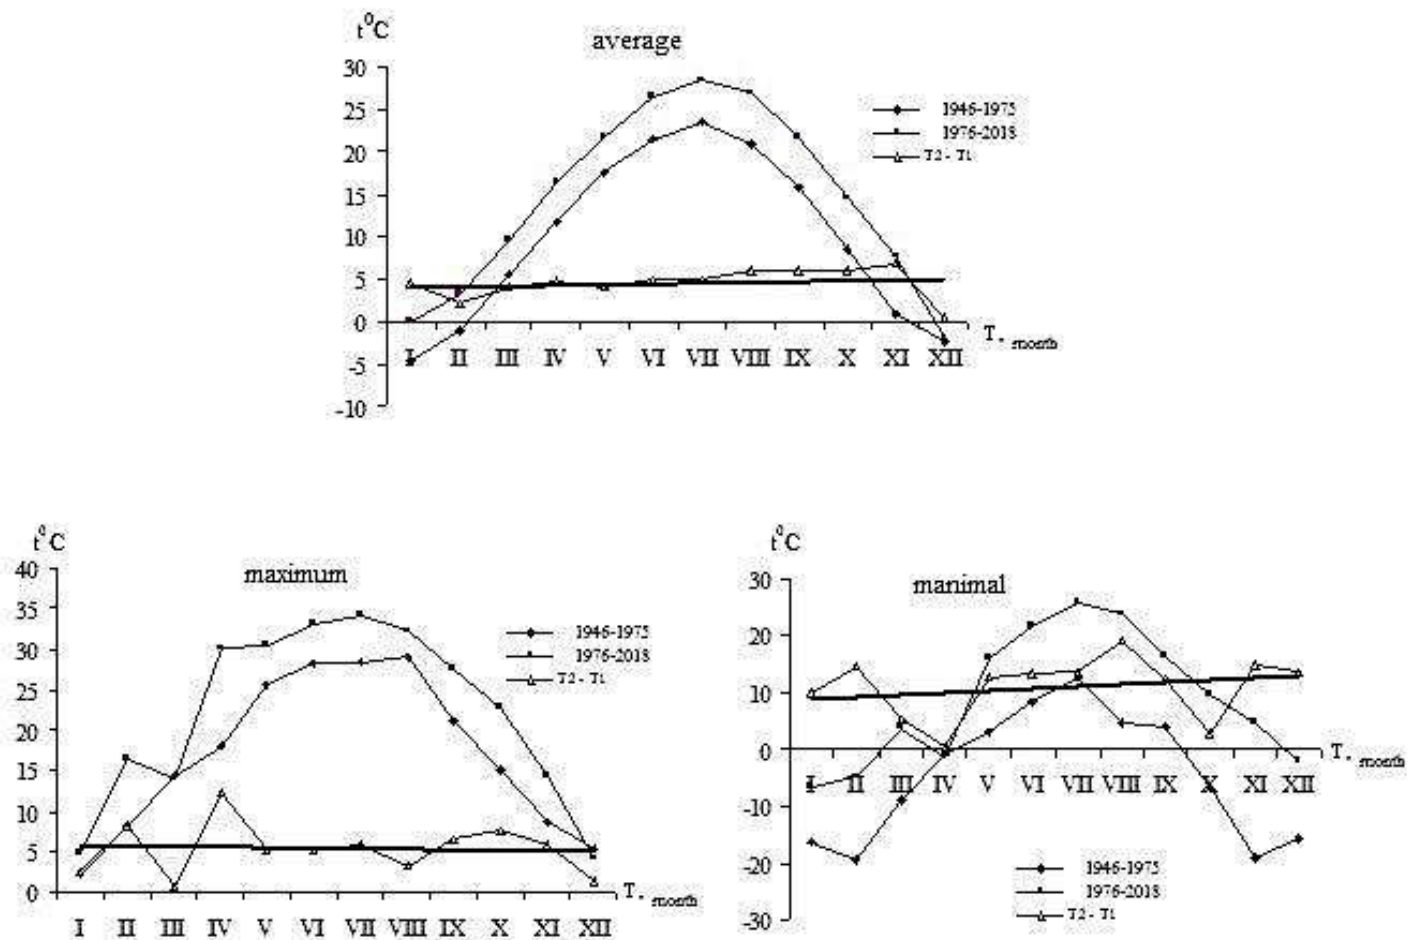 t⁰C
average
30
25
20
15
10
5
0
-5
-10
1946-1975
1976-2018
T2 - T1
I II III IV V VI VII VIII IX X XI XII
T, month
t⁰C
maximum
40
35
30
25
20
15
10
5
0
1946-1975
1976-2018
T2 - T1
I II III IV V VI VII VIII IX X XI XII
T, month
t⁰C
manimal
30
20
10
0
-10
-20
-30
I II III IV V VI VII VIII IX X XI XII
T, month
1946-1975
1976-2018
T2 - T1